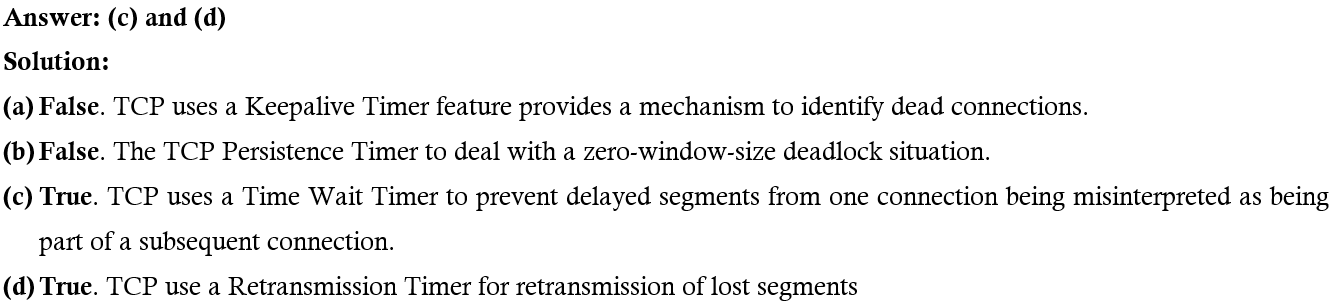 Answer: (c) and (d)
Solution:
(a) False. TCP uses a Keepalive Timer feature provides a mechanism to identify dead connections.
(b) False. The TCP Persistence Timer to deal with a zero-window-size deadlock situation.
(c) True. TCP uses a Time Wait Timer to prevent delayed segments from one connection being misinterpreted as being
part of a subsequent connection.
(d) True. TCP use a Retransmission Timer for retransmission of lost segments